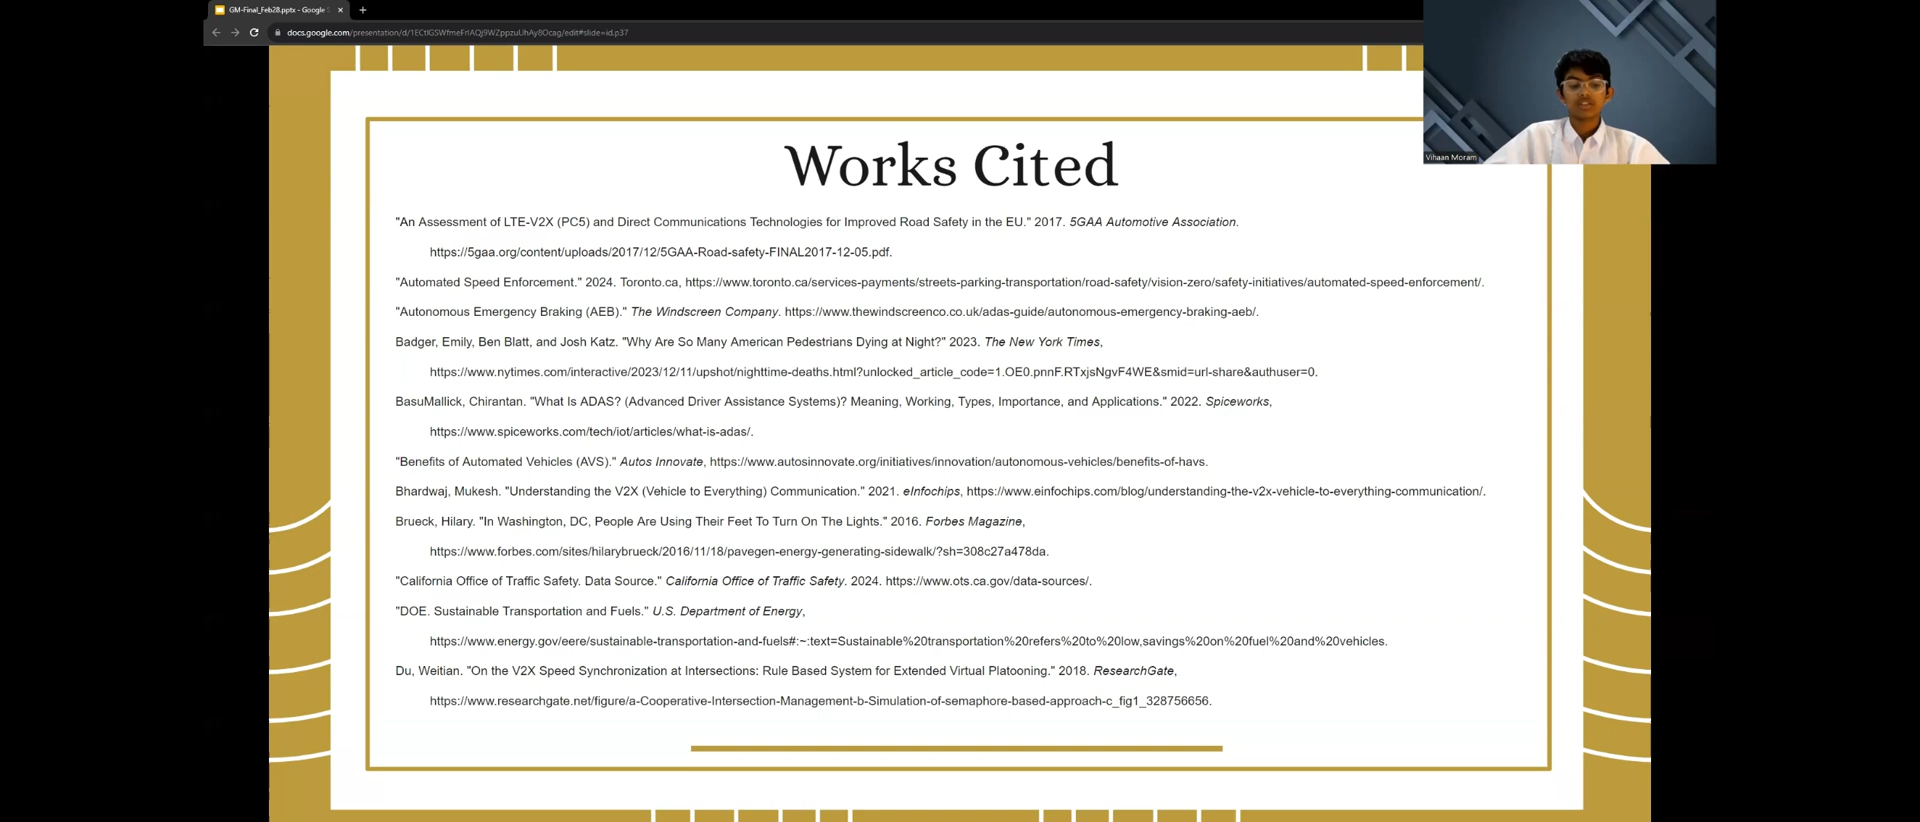 GM-Final_Feb28.pptx - Google
docs.google.com/presentation/d/
Vihaan Moram
Works Cited
"An Assessment of LTE-V2X (PC5) and Direct Communications Technologies for Improved Road Safety in the EU." 2017. 5GAA Automotive Association.
https://5gaa.org/content/uploads/2017/12/5GAA-Road-safety-FINAL2017-12-05.pdf.
"Automated Speed Enforcement." 2024. Toronto.ca, https://www.toronto.ca/services-payments/streets-parking-transportation/road-safety/vision-zero/safety-initiatives/automated-speed-enforcement/.
"Autonomous Emergency Braking (AEB)." The Windscreen Company. https://www.thewindscreenco.co.uk/adas-guide/autonomous-emergency-braking-aeb/.
Badger, Emily, Ben Blatt, and Josh Katz. "Why Are So Many American Pedestrians Dying at Night?" 2023. The New York Times,
https://www.nytimes.com/interactive/2023/12/11/upshot/nighttime-deaths.html?unlocked_article_code=1.OE0.pnnF.RTxjsNgvF4WE&smid=url-share&authuser=0.
BasuMallick, Chirantan. "What Is ADAS? (Advanced Driver Assistance Systems)? Meaning, Working, Types, Importance, and Applications." 2022. Spiceworks,
https://www.spiceworks.com/tech/iot/articles/what-is-adas/.
"Benefits of Automated Vehicles (AVS)." Autos Innovate, https://www.autosinnovate.org/initiatives/innovation/autonomous-vehicles/benefits-of-havs.
Bhardwaj, Mukesh. "Understanding the V2X (Vehicle to Everything) Communication." 2021. eInfochips, https://www.einfochips.com/blog/understanding-the-v2x-vehicle-to-everything-communication/.
Brueck, Hilary. "In Washington, DC, People Are Using Their Feet To Turn On The Lights." 2016. Forbes Magazine,
https://www.forbes.com/sites/hilarybrueck/2016/11/18/pavegen-energy-generating-sidewalk/?sh=308c27a478da.
"California Office of Traffic Safety. Data Source." California Office of Traffic Safety. 2024. https://www.ots.ca.gov/data-sources/.
"DOE. Sustainable Transportation and Fuels." U.S. Department of Energy,
https://www.energy.gov/eere/sustainable-transportation-and-fuels#:~:text=Sustainable%20transportation%20refers%20to%20low,savings%20on%20fuel%20and%20vehicles.
Du, Weitian. "On the V2X Speed Synchronization at Intersections: Rule Based System for Extended Virtual Platooning." 2018. ResearchGate,
https://www.researchgate.net/figure/a-Cooperative-Intersection-Management-b-Simulation-of-semaphore-based-approach-c_fig1_328756656.